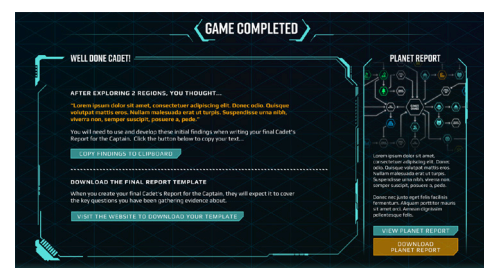 GAME COMPLETED
WELL DONE CADET!
AFTER EXPLORING 2 REGIONS, YOU THOUGHT...
"Lorem ipsum dolor sit amet, consectetuer adipiscing elit. Donec odio. Quisque
volutpat mattis eros. Nullam malesuada erat ut turpis. Suspendisse urna nibh,
viverra non, semper suscipit, posuere a, pede."
You will need to use and develop these initial findings when writing your final Cadet's
Report for the Captain. Click the button below to copy your text...
COPY FINDINGS TO CLIPBOARD
DOWNLOAD THE FINAL REPORT TEMPLATE
When you create your final Cadet's Report for the Captain, they will expect it to cover
the key questions you have been gathering evidence about.
VISIT THE WEBSITE TO DOWNLOAD YOUR TEMPLATE
PLANET REPORT
Lorem ipsum dolor sit amet,
consectetuer adipiscing elit. Donec
odio. Quisque volutpat mattis eros.
Nullam malesuada erat ut turpis.
Suspendisse urna nibh, viverra non,
semper suscipit, posuere a, pede.
Donec nec justo eget felis facilisis
fermentum. Aliquam porttitor mauris
sit amet orci. Aenean dignissim
pellentesque felis.
VIEW PLANET REPORT
DOWNLOAD
PLANET REPORT